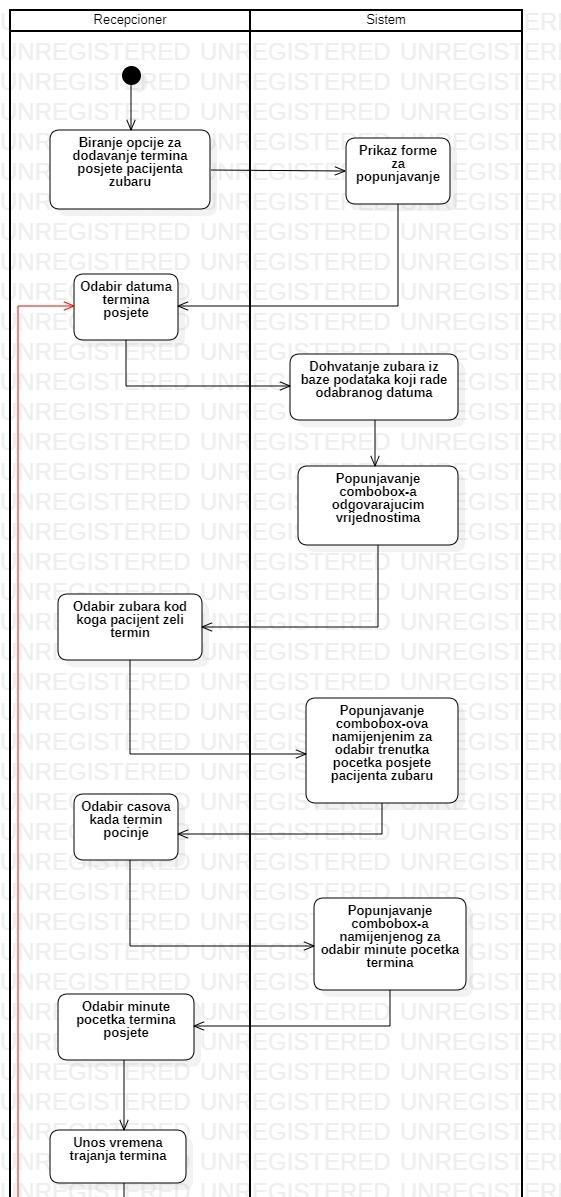 Recepcioner
Sistem
Biranje opcije za
dodavanje termina
posjete pacijenta
zubaru
Prikaz forme
za
popunjavanje
Odabir datuma
termina
posjete
Dohvatanje zubara iz
baze podataka koji rade
odabranog datuma
Popunjavanje
combobox-a
odgovarajucim
vrijednostima
Odabir zubara kod
koga pacijent zeli
termin
Popunjavanje
combobox-ova
namijenjenim za
odabir trenutka
pocetka posjete
pacijenta zubaru
Odabir casova
kada termin
pocinje
Popunjavanje
combobox-a
namijenjenog za
odabir minute pocetka
termina
Odabir minute
pocetka termina
posjete
Unos vremena
trajanja termina